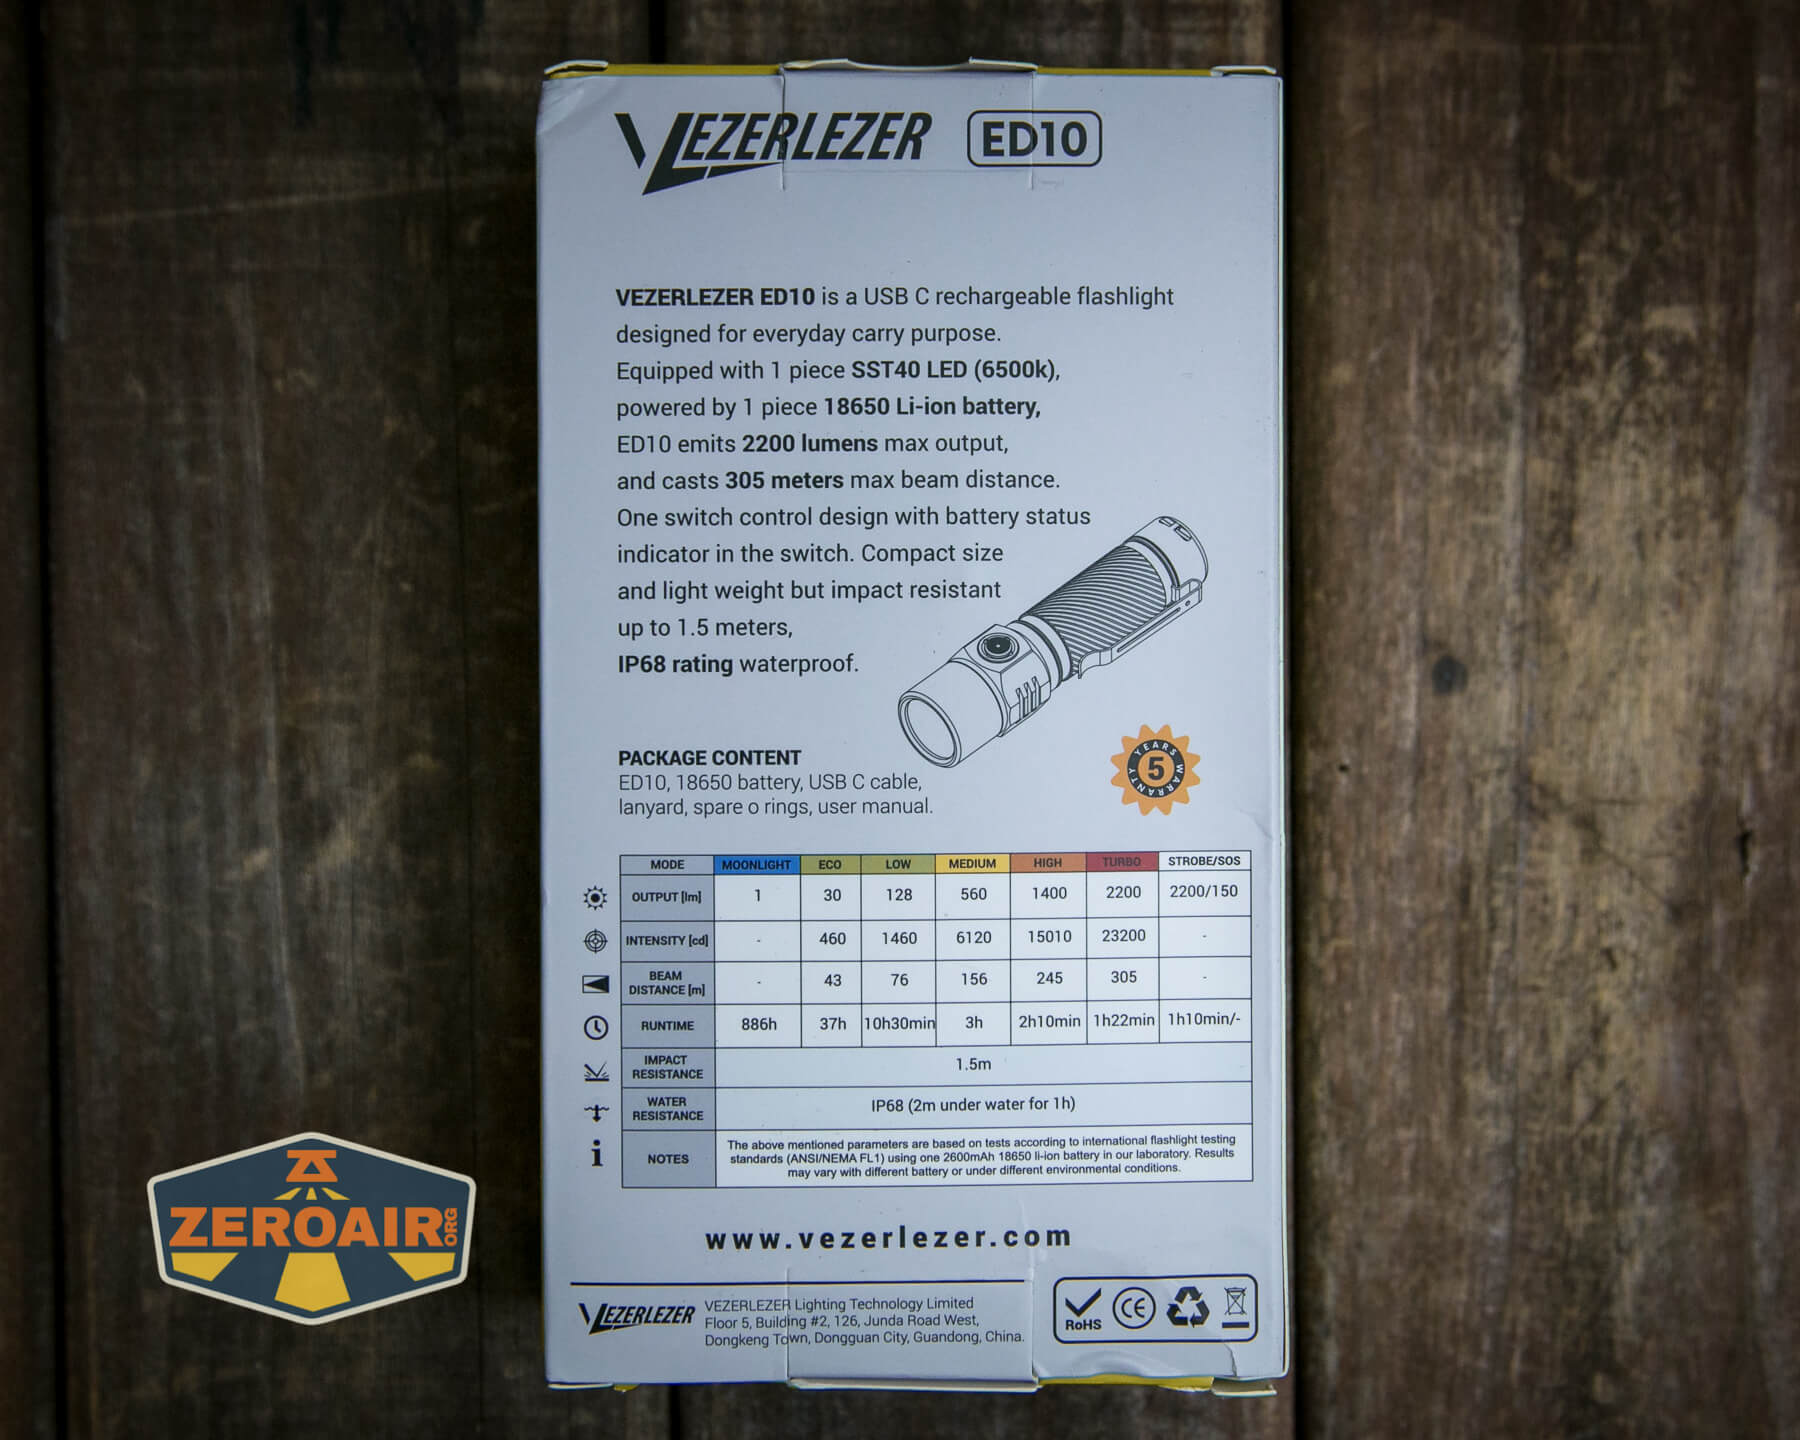 VEZERLEZER ED10
VEZERLEZER ED10 is a USB C rechargeable flashlight
designed for everyday carry purpose.
Equipped with 1 piece SST40 LED (6500k),
powered by 1 piece 18650 Li-ion battery,
ED10 emits 2200 lumens max output,
and casts 305 meters max beam distance.
One switch control design with battery status
indicator in the switch. Compact size
and light weight but impact resistant
up to 1.5 meters,
IP68 rating waterproof.
PACKAGE CONTENT
ED10, 18650 battery, USB C cable,
lanyard, spare o rings, user manual.
YEARS 5 WARRANTY
MODE MOONLIGHT ECO LOW MEDIUM HIGH TURBO STROBE/SOS
OUTPUT [lm] 1 30 128 560 1400 2200 2200/150
INTENSITY [cd] - 460 1460 6120 15010 23200 -
BEAM
DISTANCE [m] - 43 76 156 245 305 -
RUNTIME 886h 37h 10h30min 3h 2h10min 1h22min 1h10min/-
IMPACT
RESISTANCE 1.5m
WATER
RESISTANCE IP68 (2m under water for 1h)
NOTES
The above mentioned parameters are based on tests according to international flashlight testing
standards (ANSI/NEMA FL1) using one 2600mAh 18650 li-ion battery in our laboratory. Results
may vary with different battery or under different environmental conditions.
www.vezerlezer.com
VEZERLEZER
VEZERLEZER Lighting Technology Limited
Floor 5, Building #2, 126, Junda Road West,
Dongkeng Town, Dongguan City, Guandong, China.
RoHS CE
ZEROAIR.ORG